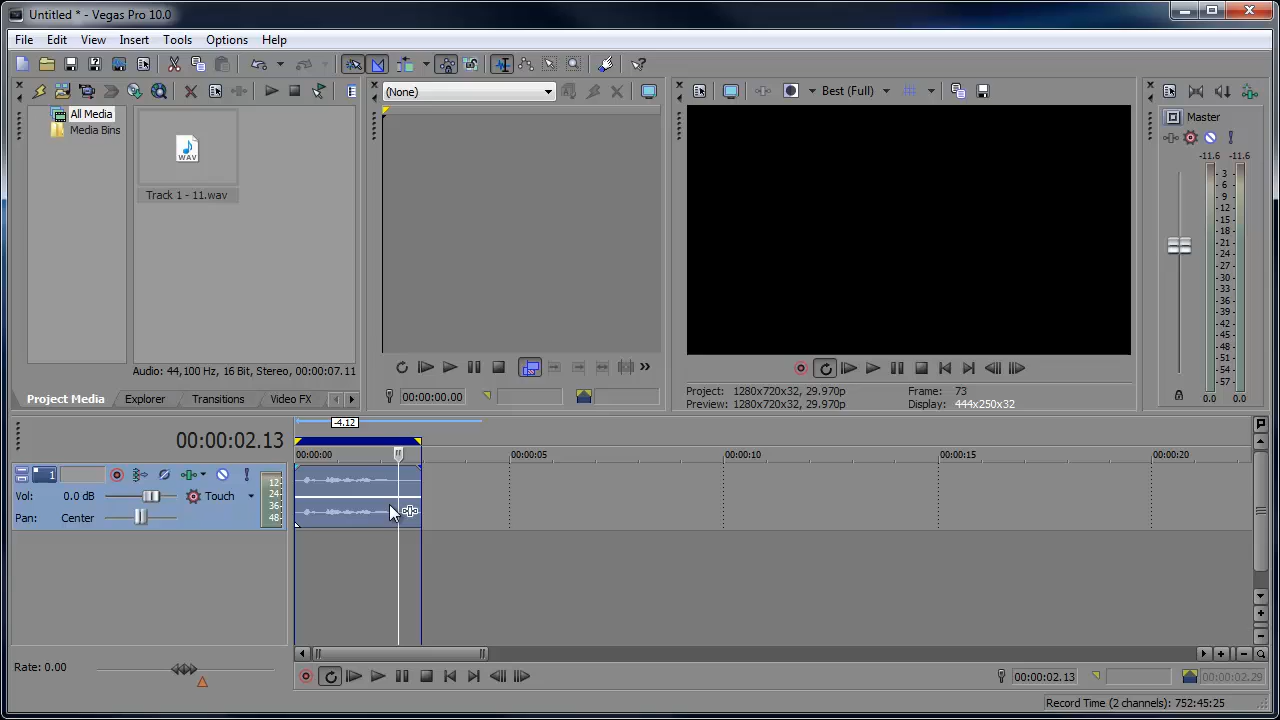 Untitled * - Vegas Pro 10.0
File Edit View Insert Tools Options Help
(None)
Best (Full)
All Media
Media Bins
WAV
Track 1 - 11.wav
Master
-11.6 -11.6
- 3 -
- 6 -
- 9 -
-12-
-15-
-18-
-21-
-24-
-27-
-30-
-33-
-36-
-39-
-42-
-45-
-48-
-51-
-54-
-57-
0.0 0.0
Audio: 44,100 Hz, 16 Bit, Stereo, 00:00:07.11
Project Media Explorer Transitions Video FX
00:00:00.00
Project: 1280x720x32, 29.970p
Preview: 1280x720x32, 29.970p
Frame: 73
Display: 444x250x32
-4.12
00:00:02.13
00:00:00 00:00:05 00:00:10 00:00:15 00:00:20
1
Vol: 0.0 dB Touch
Pan: Center
12
24
36
48
Rate: 0.00
00:00:02.13
00:00:02.29
Record Time (2 channels): 752:45:25